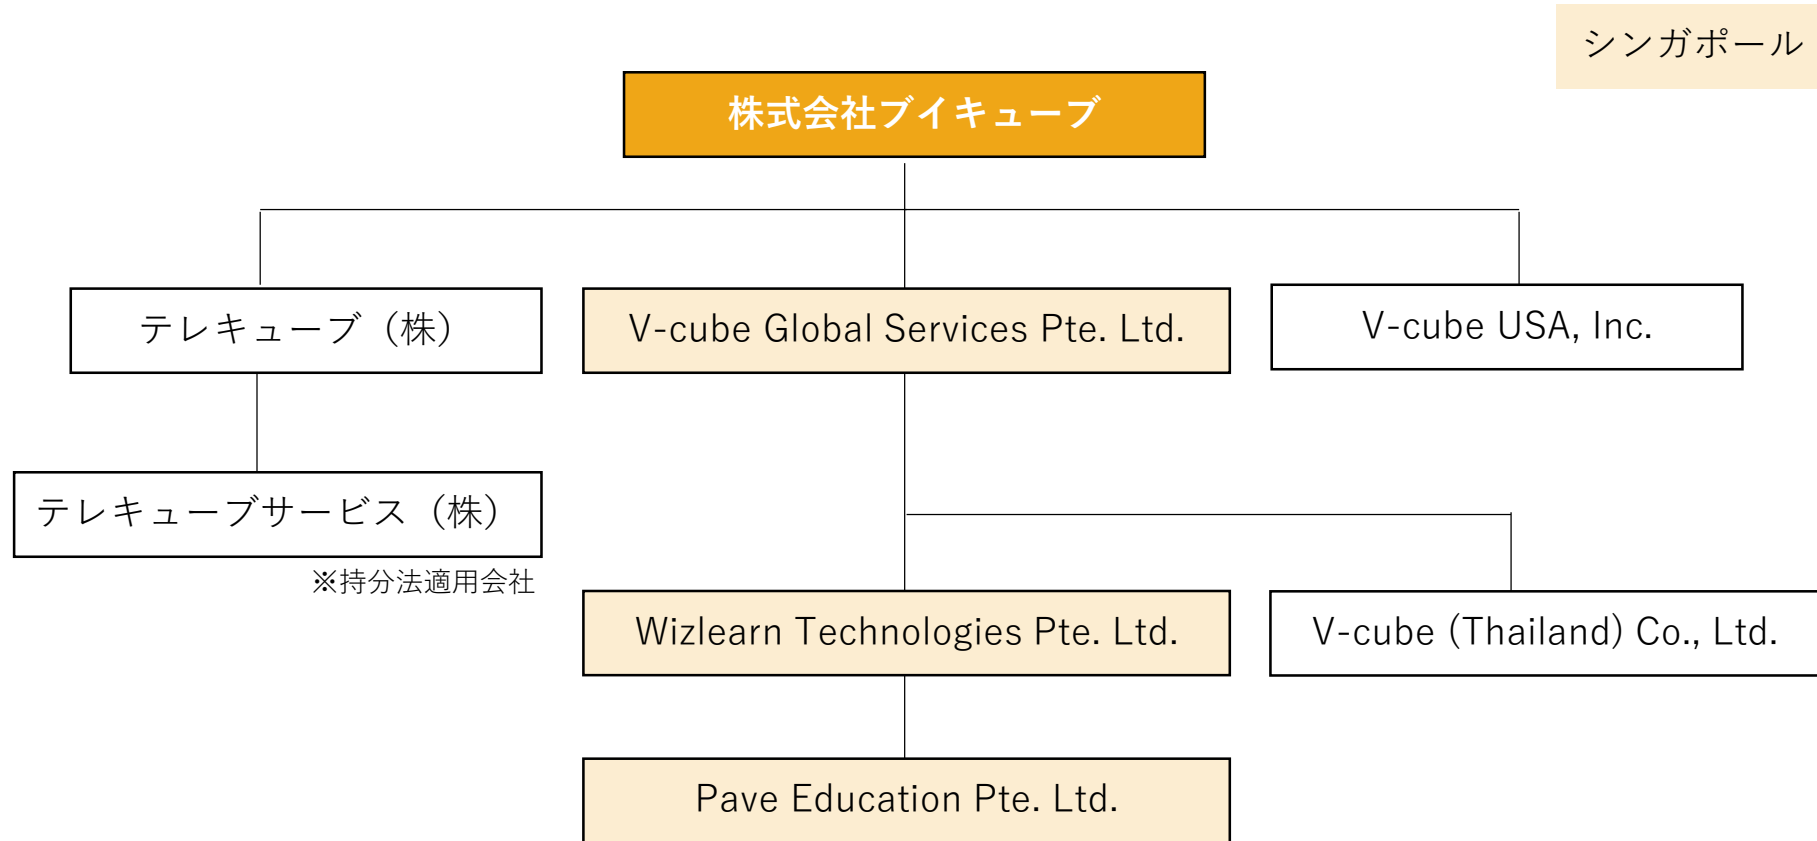 シンガポール
株式会社ブイキューブ
テレキューブ（株）
V-cube Global Services Pte. Ltd.
V-cube USA, Inc.
テレキューブサービス（株）
※持分法適用会社
Wizlearn Technologies Pte. Ltd.
V-cube (Thailand) Co., Ltd.
Pave Education Pte. Ltd.